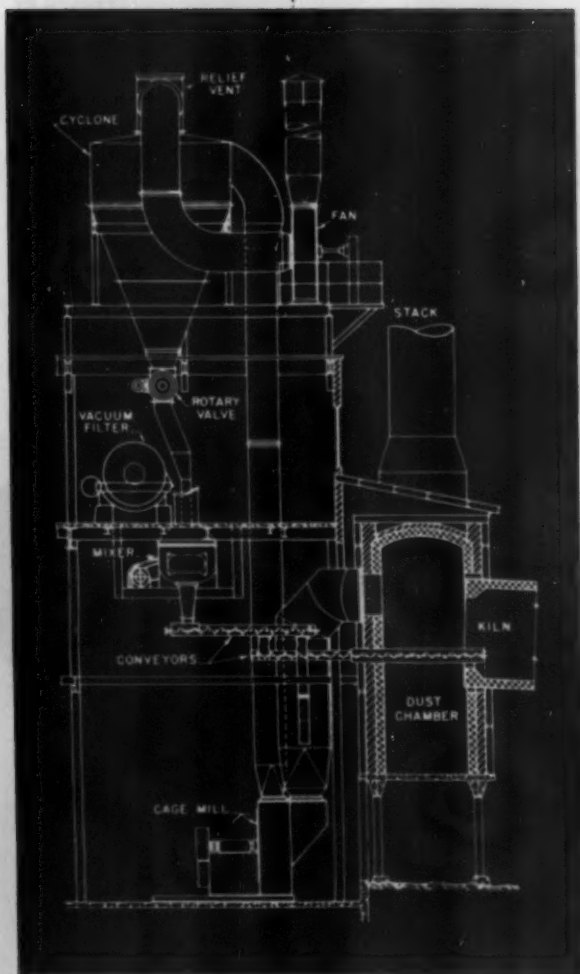 RELIEF
VENT
CYCLONE
FAN
STACK
ROTARY
VALVE
VACUUM
FILTER
MIXER
KILN
CONVEYORS
DUST
CHAMBER
CAGE MILL